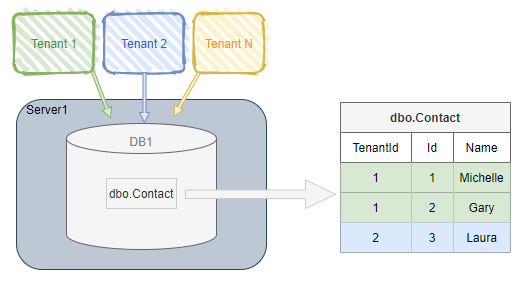 Tenant 1
Tenant 2
Tenant N
Server1
DB1
dbo.Contact
dbo.Contact
TenantId Id Name
1 1 Michelle
1 2 Gary
2 3 Laura